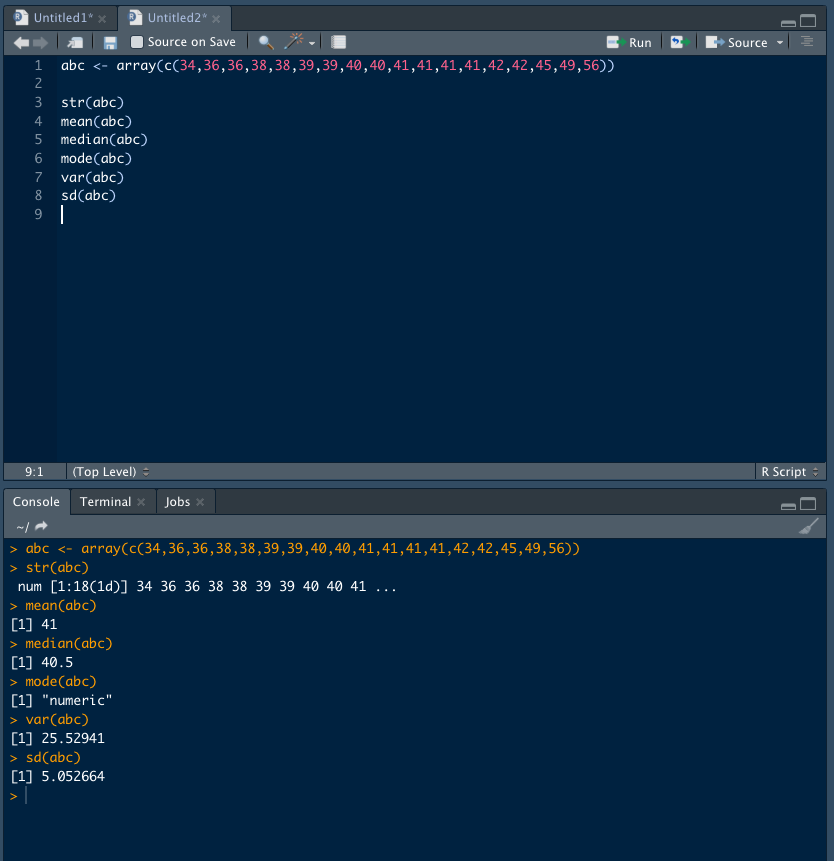 Untitled1* Untitled2*
Source on Save Run Source
1 abc <- array(c(34,36,36,38,38,39,39,40,40,41,41,41,41,42,42,45,49,56))
2
3 str(abc)
4 mean(abc)
5 median(abc)
6 mode(abc)
7 var(abc)
8 sd(abc)
9
9:1 (Top Level) R Script
Console Terminal Jobs
~/
> abc <- array(c(34,36,36,38,38,39,39,40,40,41,41,41,41,42,42,45,49,56))
> str(abc)
num [1:18(1d)] 34 36 36 38 38 39 39 40 40 41 ...
> mean(abc)
[1] 41
> median(abc)
[1] 40.5
> mode(abc)
[1] "numeric"
> var(abc)
[1] 25.52941
> sd(abc)
[1] 5.052664
>